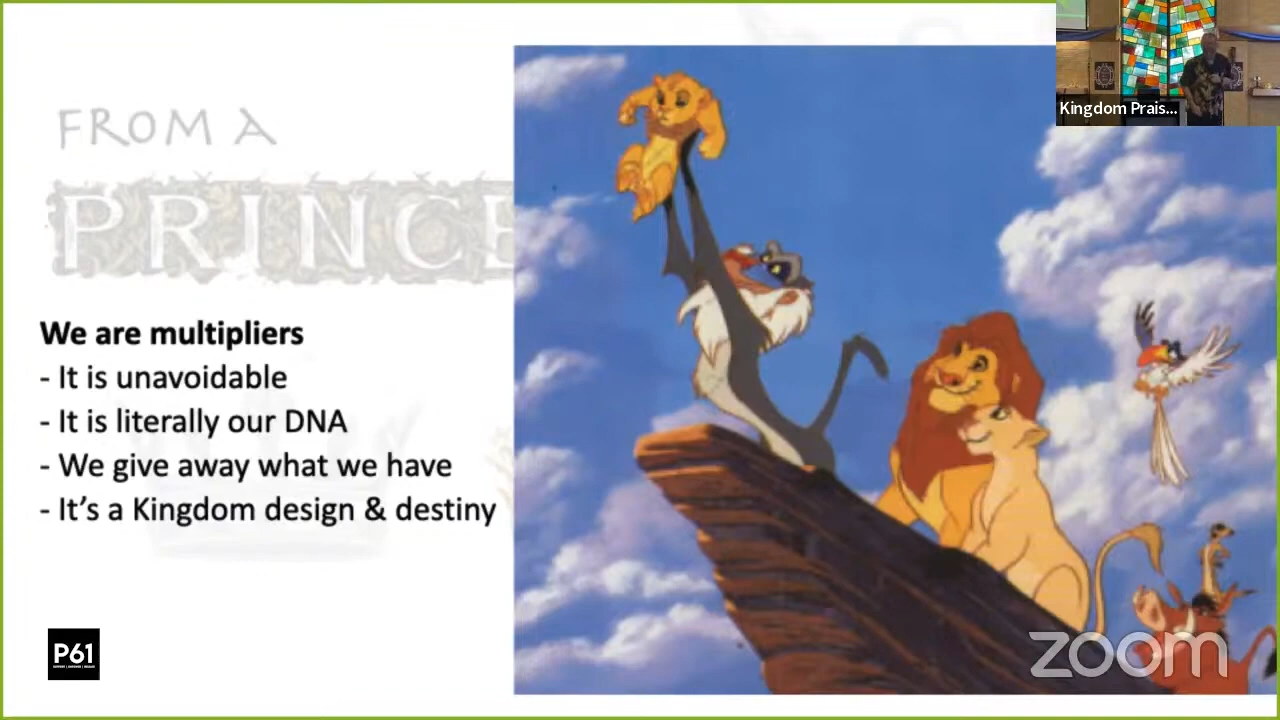 FROM A
PRINCE
We are multipliers
- It is unavoidable
- It is literally our DNA
- We give away what we have
- It's a Kingdom design & destiny
P61
Kingdom Prais...
zoom